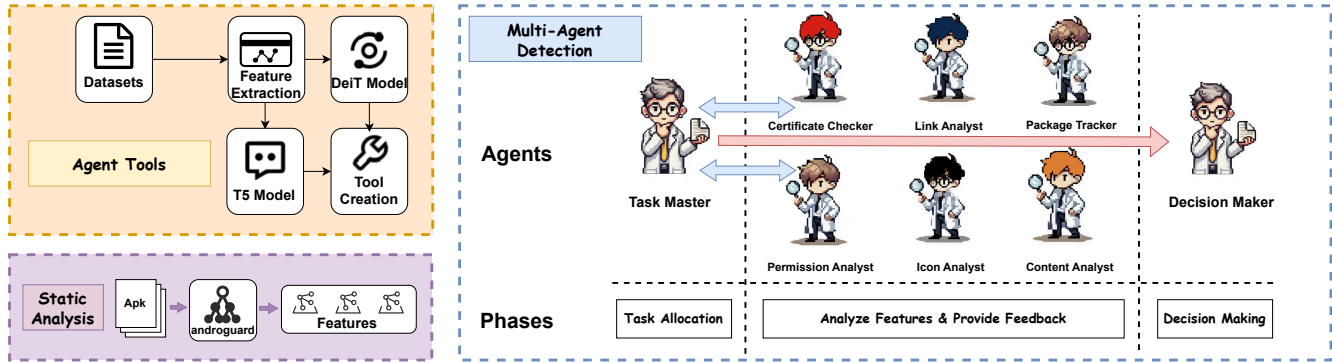 Datasets
Feature
Extraction
DeiT Model
Agent Tools
T5 Model
Tool
Creation
Static
Analysis
Apk
androguard
Features
Multi-Agent
Detection
Agents
Task Master
Certificate Checker
Link Analyst
Package Tracker
Permission Analyst
Icon Analyst
Content Analyst
Decision Maker
Phases
Task Allocation
Analyze Features & Provide Feedback
Decision Making